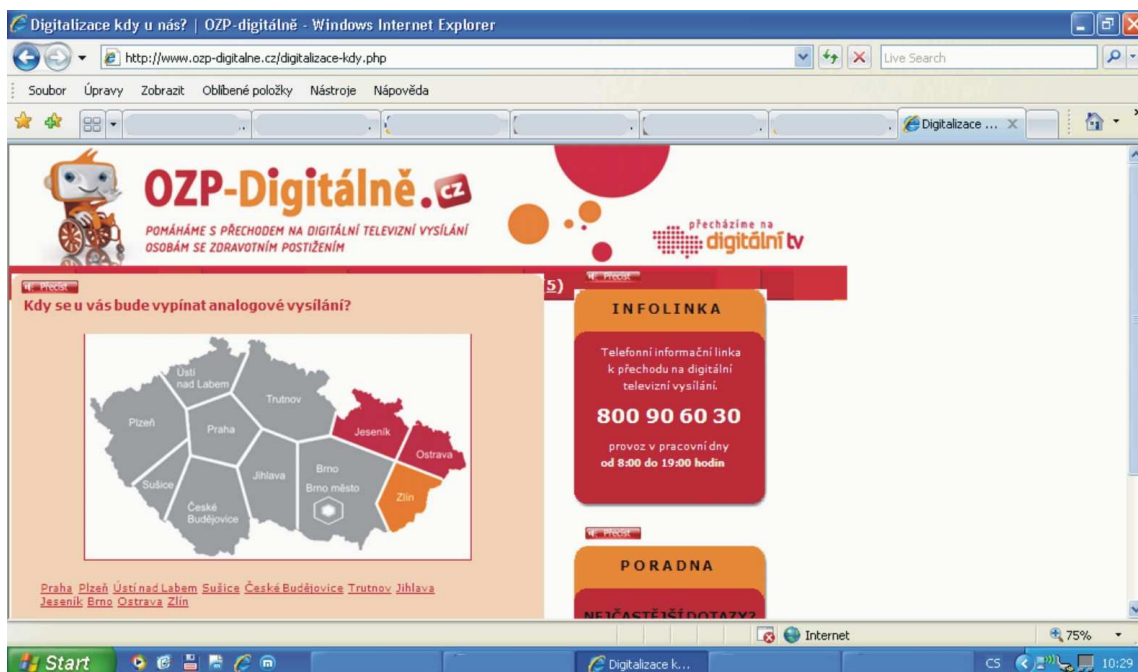 Digitalizace kdy u nás? | OZP-digitálně - Windows Internet Explorer
http://www.ozp-digitalne.cz/digitalizace-kdy.php
Live Search
Soubor Úpravy Zobrazit Oblíbené položky Nástroje Nápověda
Digitalizace ...
OZP-Digitálně.cz
POMÁHÁME S PŘECHODEM NA DIGITÁLNÍ TELEVIZNÍ VYSÍLÁNÍ
OSOBÁM SE ZDRAVOTNÍM POSTIŽENÍM
přecházíme na
digitální tv
5)
Přečíst
Kdy se u vás bude vypínat analogové vysílání?
Ústí
nad Labem
Trutnov
Plzeň
Praha
Jeseník
Ostrava
Jihlava
Brno
Brno město
Sušice
České
Budějovice
Zlín
Praha Plzeň Ústí nad Labem Sušice České Budějovice Trutnov Jihlava
Jeseník Brno Ostrava Zlín
Přečíst
INFOLINKA
Telefonní informační linka
k přechodu na digitální
televizní vysílání.
800 90 60 30
provoz v pracovní dny
od 8:00 do 19:00 hodin
Přečíst
PORADNA
NEJČASTĚJŠÍ DOTAZY?
Internet
75%
Start
Digitalizace k...
CS
10:29